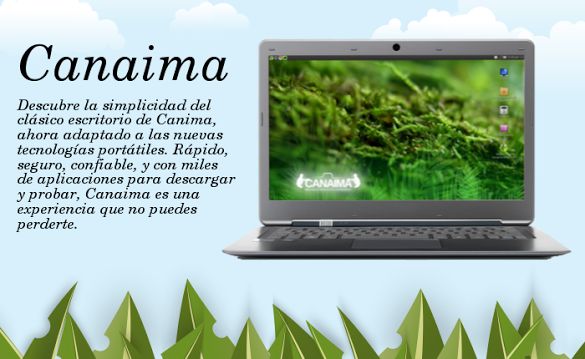 Canaima
Descubre la simplicidad del
clásico escritorio de Canima,
ahora adaptado a las nuevas
tecnologías portátiles. Rápido,
seguro, confiable, y con miles
de aplicaciones para descargar
y probar, Canaima es una
experiencia que no puedes
perderte.
CANAIMA